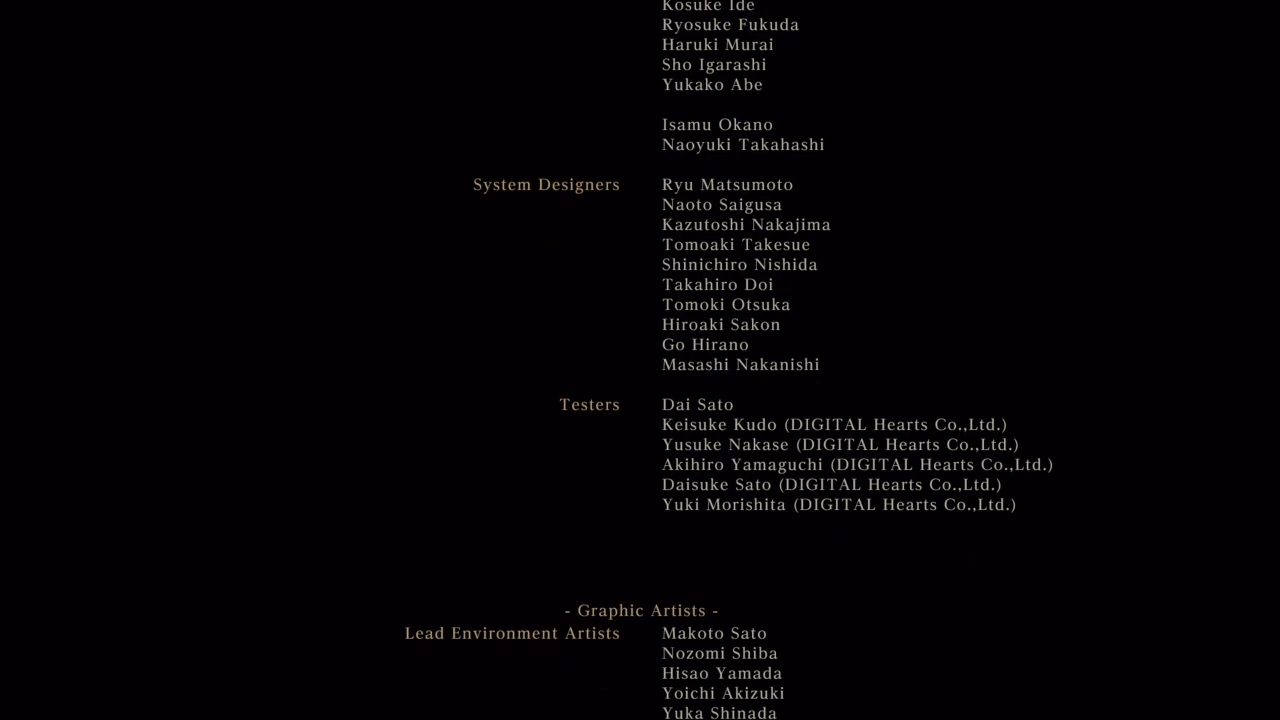 Kosuke Ide
Ryosuke Fukuda
Haruki Murai
Sho Igarashi
Yukako Abe
Isamu Okano
Naoyuki Takahashi
System Designers Ryu Matsumoto
Naoto Saigusa
Kazutoshi Nakajima
Tomoaki Takesue
Shinichiro Nishida
Takahiro Doi
Tomoki Otsuka
Hiroaki Sakon
Go Hirano
Masashi Nakanishi
Testers Dai Sato
Keisuke Kudo (DIGITAL Hearts Co.,Ltd.)
Yusuke Nakase (DIGITAL Hearts Co.,Ltd.)
Akihiro Yamaguchi (DIGITAL Hearts Co.,Ltd.)
Daisuke Sato (DIGITAL Hearts Co.,Ltd.)
Yuki Morishita (DIGITAL Hearts Co.,Ltd.)
- Graphic Artists -
Lead Environment Artists Makoto Sato
Nozomi Shiba
Hisao Yamada
Yoichi Akizuki
Yuka Shinada